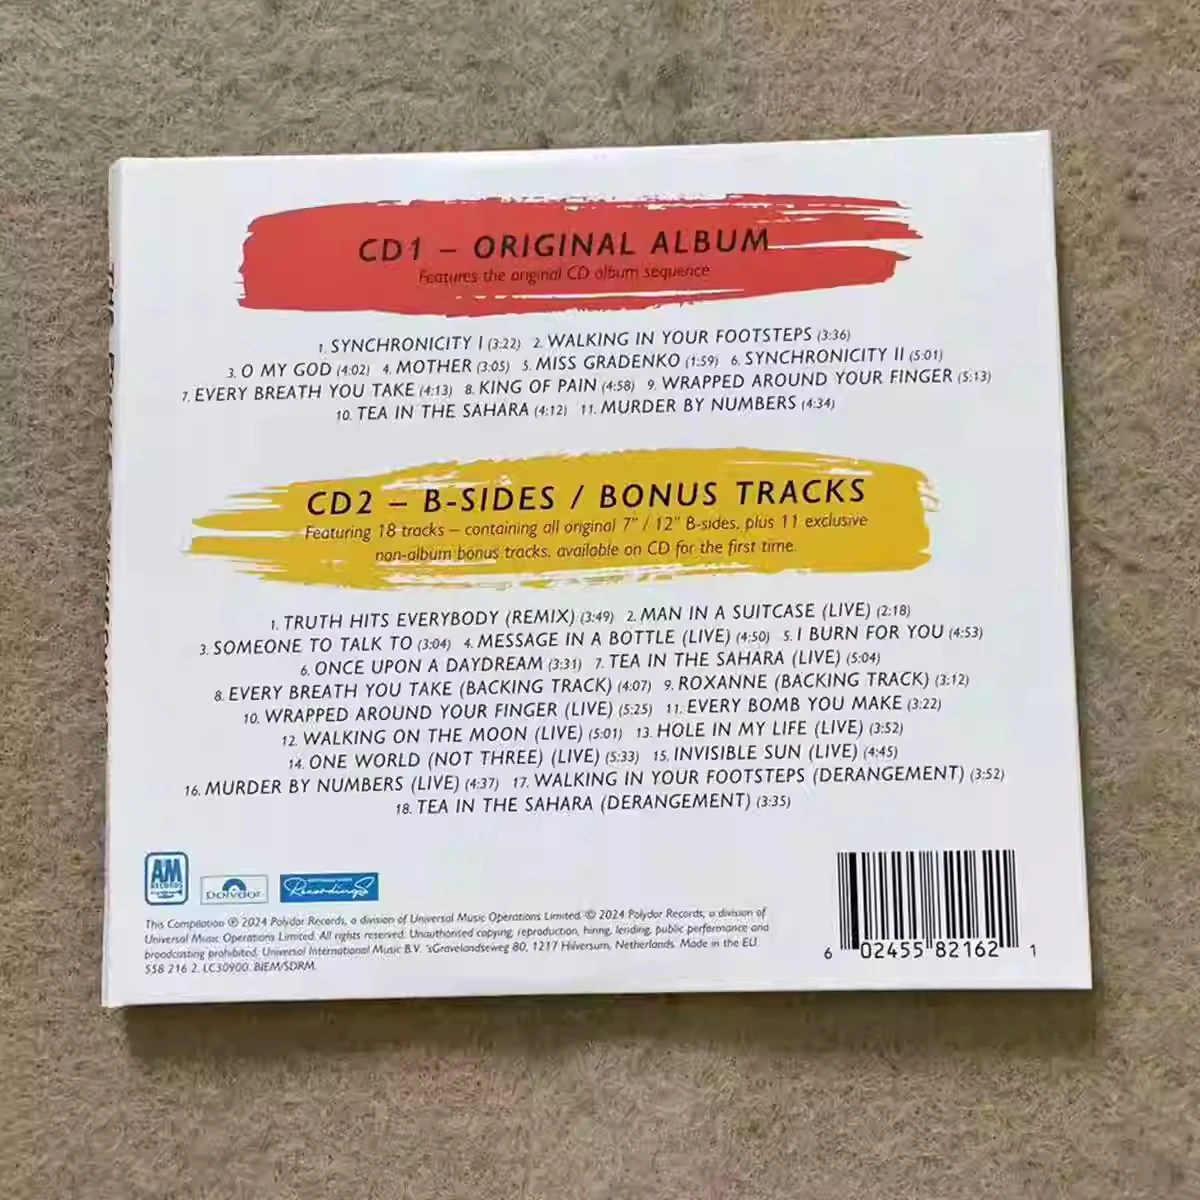 CD1 – ORIGINAL ALBUM
Features the original CD album sequence
1. SYNCHRONICITY I (3:22) 2. WALKING IN YOUR FOOTSTEPS (3:36)
3. O MY GOD (4:02) 4. MOTHER (3:05) 5. MISS GRADENKO (1:59) 6. SYNCHRONICITY II (5:01)
7. EVERY BREATH YOU TAKE (4:13) 8. KING OF PAIN (4:58) 9. WRAPPED AROUND YOUR FINGER (5:13)
10. TEA IN THE SAHARA (4:12) 11. MURDER BY NUMBERS (4:34)
CD2 – B-SIDES / BONUS TRACKS
Featuring 18 tracks – containing all original 7" / 12" B-sides, plus 11 exclusive
non-album bonus tracks, available on CD for the first time.
1. TRUTH HITS EVERYBODY (REMIX) (3:49) 2. MAN IN A SUITCASE (LIVE) (2:18)
3. SOMEONE TO TALK TO (3:04) 4. MESSAGE IN A BOTTLE (LIVE) (4:50) 5. I BURN FOR YOU (4:53)
6. ONCE UPON A DAYDREAM (3:31) 7. TEA IN THE SAHARA (LIVE) (5:04)
8. EVERY BREATH YOU TAKE (BACKING TRACK) (4:07) 9. ROXANNE (BACKING TRACK) (3:12)
10. WRAPPED AROUND YOUR FINGER (LIVE) (5:25) 11. EVERY BOMB YOU MAKE (3:22)
12. WALKING ON THE MOON (LIVE) (5:01) 13. HOLE IN MY LIFE (LIVE) (3:52)
14. ONE WORLD (NOT THREE) (LIVE) (5:33) 15. INVISIBLE SUN (LIVE) (4:45)
16. MURDER BY NUMBERS (LIVE) (4:37) 17. WALKING IN YOUR FOOTSTEPS (DERANGEMENT) (3:52)
18. TEA IN THE SAHARA (DERANGEMENT) (3:35)
AM
RECORDS
Polydor
Recordings
This Compilation ℗ 2024 Polydor Records, a division of Universal Music Operations Limited. © 2024 Polydor Records, a division of
Universal Music Operations Limited. All rights reserved. Unauthorised copying, reproduction, hiring, lending, public performance and
broadcasting prohibited. Universal International Music B.V. 'sGravelandseweg 80, 1217 Hilversum, Netherlands. Made in the EU.
558 216 2. LC30900. BIEM/SDRM.
6 02455 82162 1